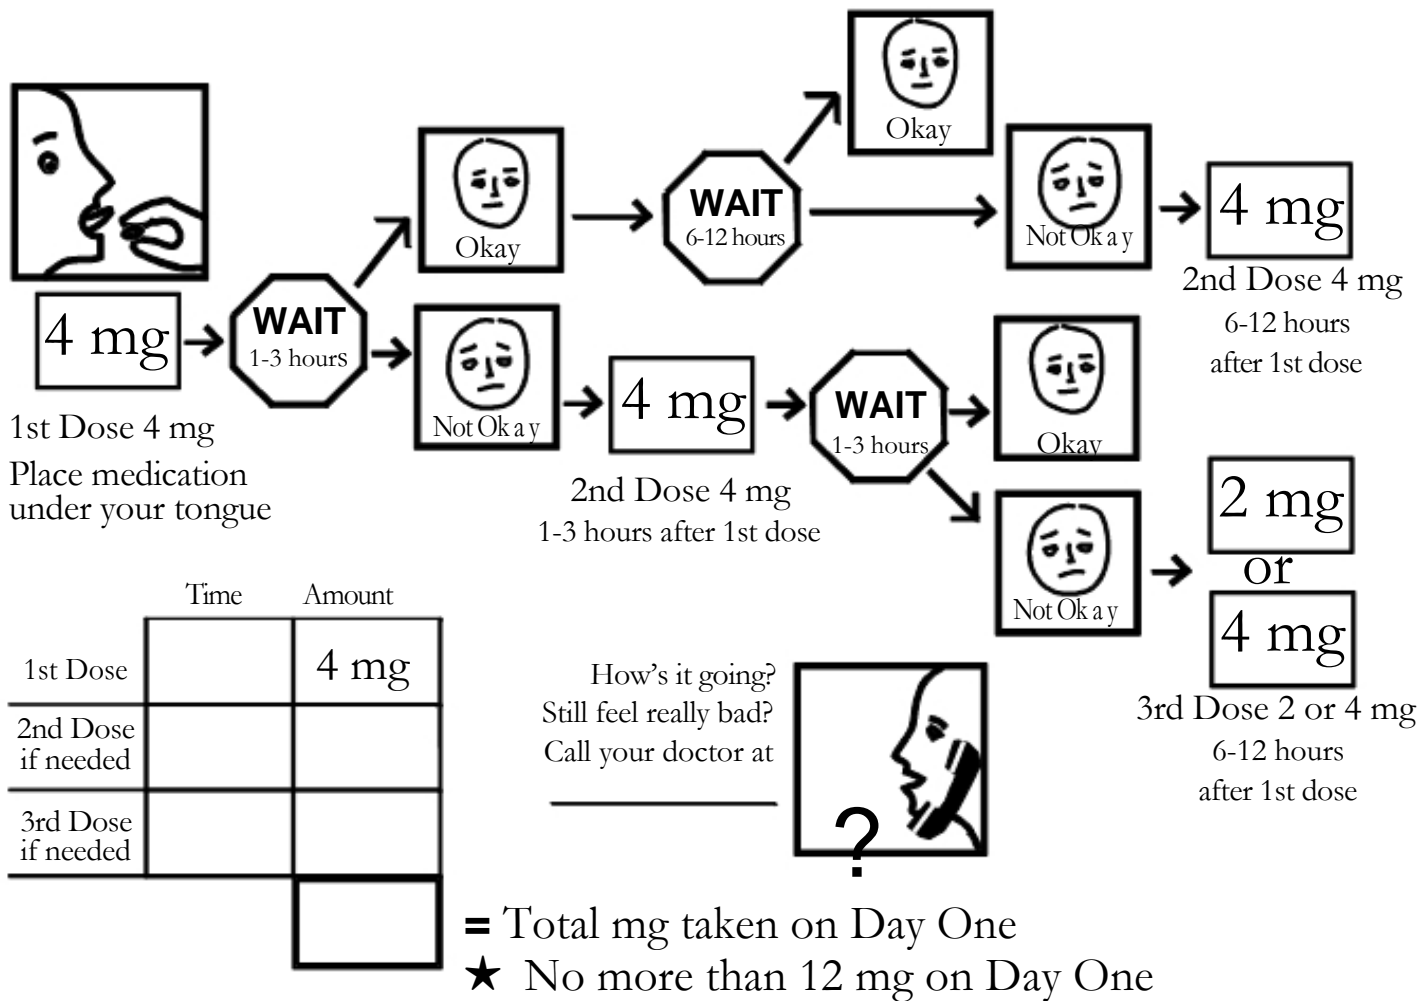 4 mg
1st Dose 4 mg
Place medication
under your tongue
WAIT
1-3 hours
Okay
WAIT
6-12 hours
Okay
Not Okay
4 mg
2nd Dose 4 mg
6-12 hours
after 1st dose
Not Okay
4 mg
2nd Dose 4 mg
1-3 hours after 1st dose
WAIT
1-3 hours
Okay
Not Okay
2 mg
or
4 mg
3rd Dose 2 or 4 mg
6-12 hours
after 1st dose
Time Amount
1st Dose 4 mg
2nd Dose
if needed
3rd Dose
if needed
How's it going?
Still feel really bad?
Call your doctor at
?
= Total mg taken on Day One
★ No more than 12 mg on Day One